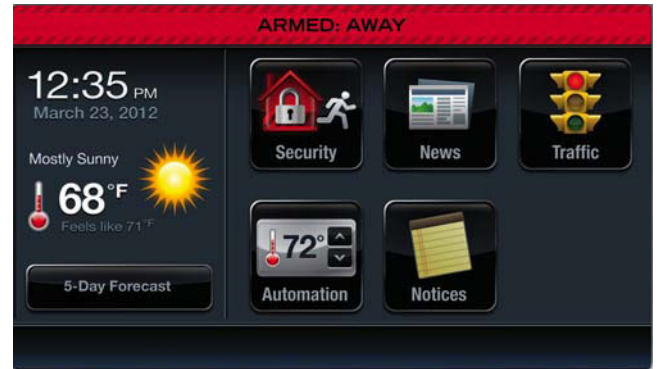 ARMED: AWAY
12:35 PM
March 23, 2012
Mostly Sunny
68°F
Feels like 71°F
5-Day Forecast
Security
News
Traffic
72°
Automation
Notices